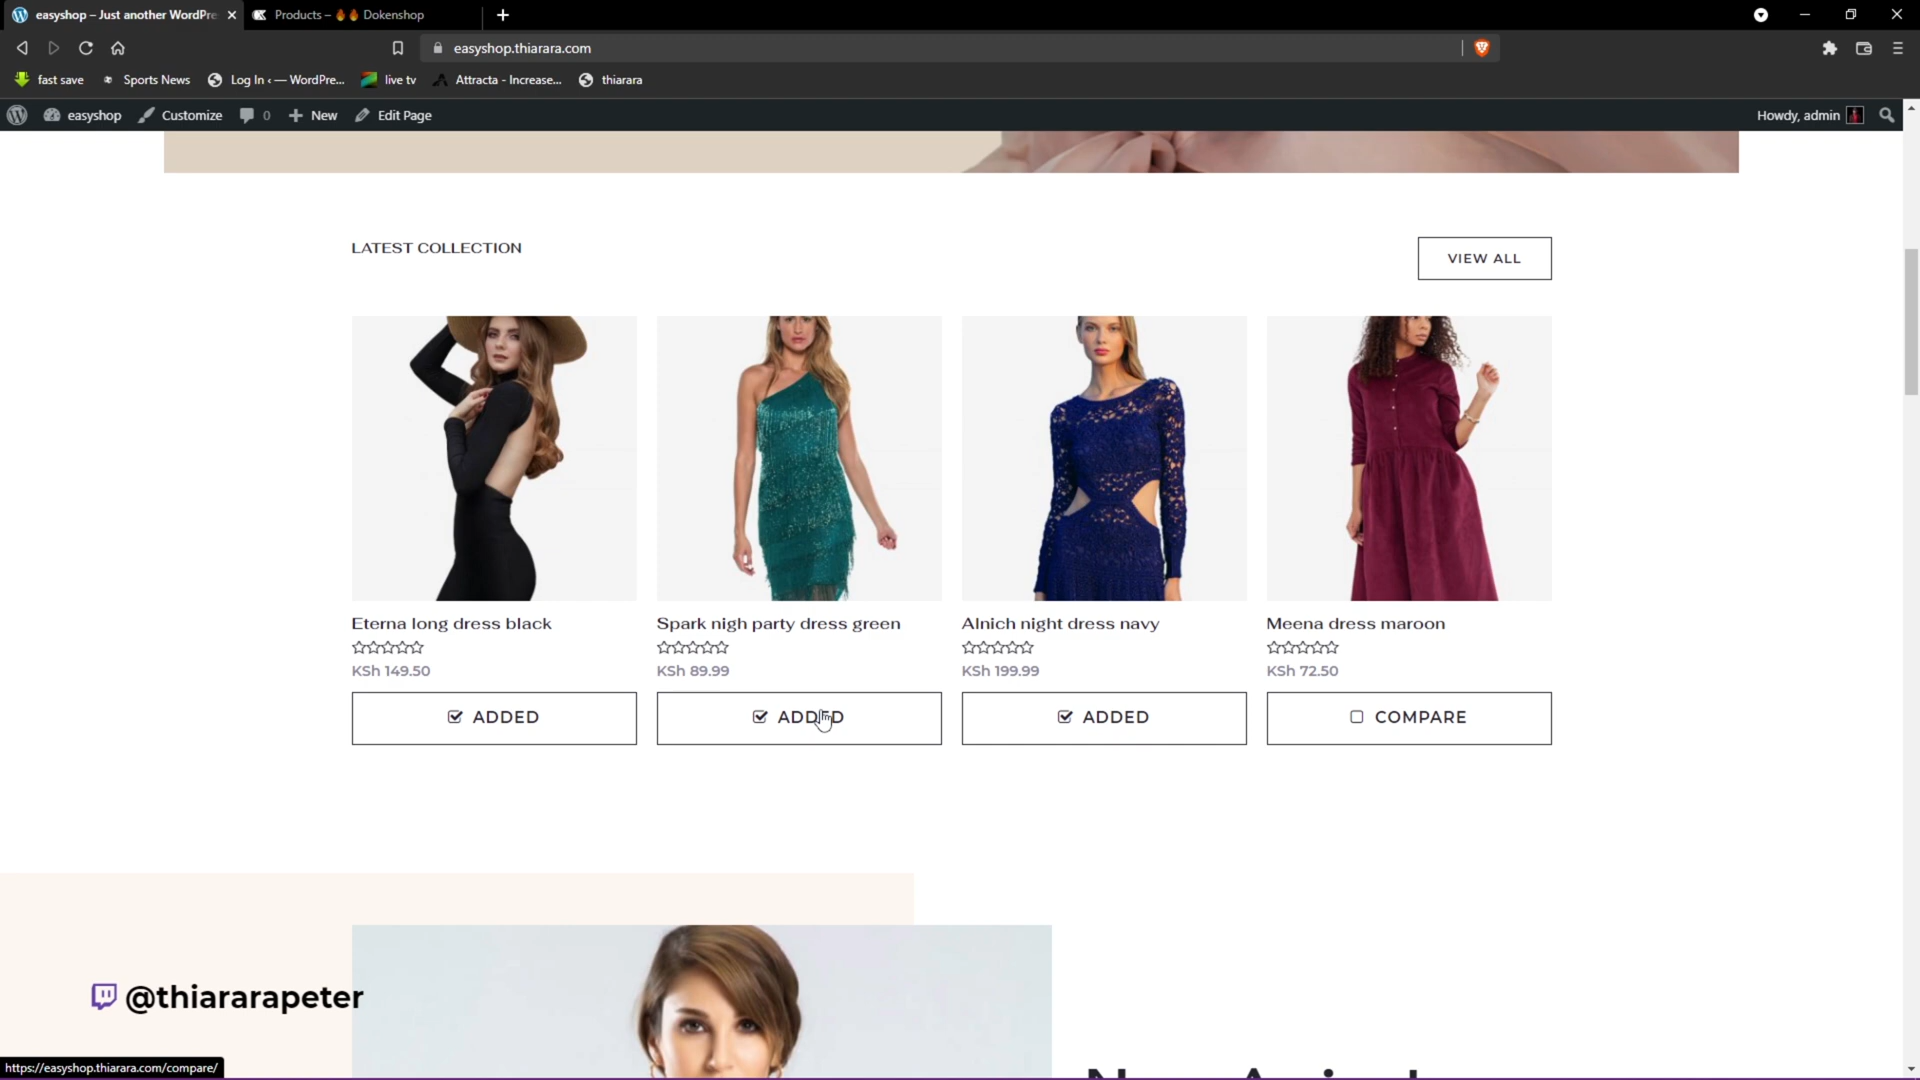 easyshop – Just another WordPre
Products – 🔥🔥 Dokenshop
easyshop.thiarara.com
fast save
Sports News
Log In ‹ — WordPre...
live tv
Attracta - Increase...
thiarara
easyshop
Customize
0
New
Edit Page
Howdy, admin
LATEST COLLECTION
VIEW ALL
Eterna long dress black
Spark nigh party dress green
Alnich night dress navy
Meena dress maroon
KSh 149.50
KSh 89.99
KSh 199.99
KSh 72.50
ADDED
ADDED
ADDED
COMPARE
@thiararapeter
https://easyshop.thiarara.com/compare/